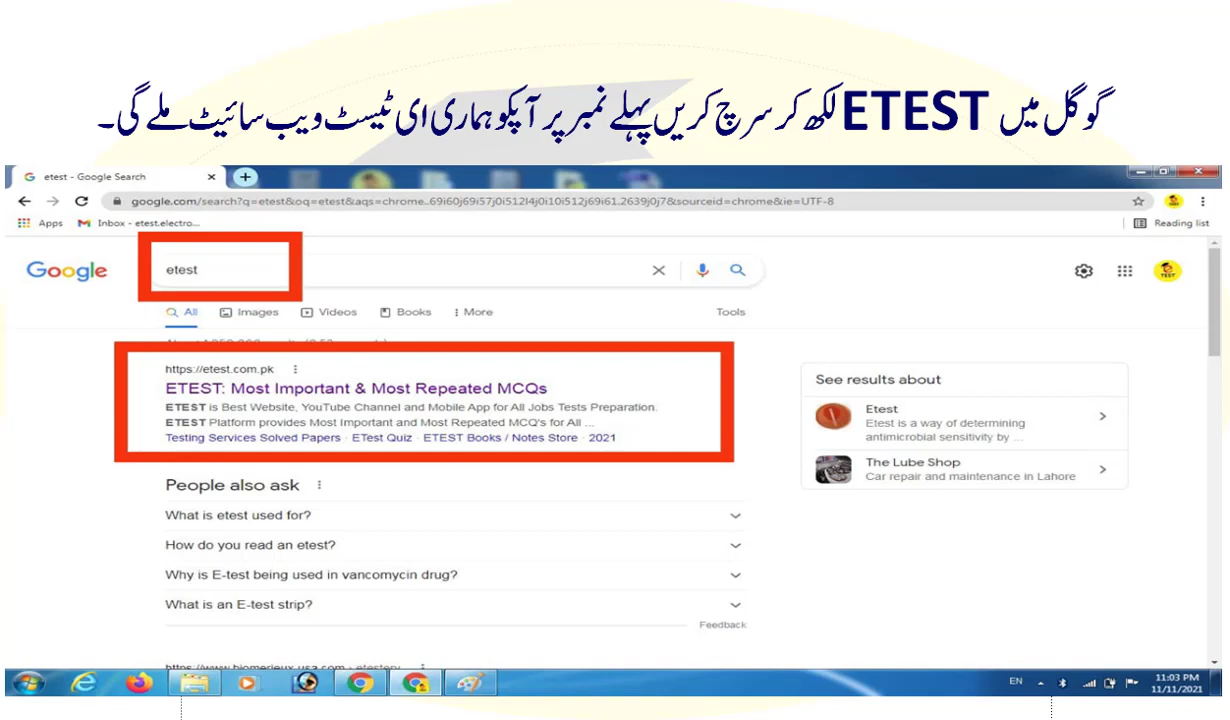 گوگل میں ETEST لکھ کر سرچ کریں پہلے نمبر پر آپکو ہماری ای ٹیسٹ ویب سائیٹ ملے گی۔
etest - Google Search
google.com/search?q=etest&oq=etest&aqs=chrome..69i60j69i57j0i512l4j0i10i512j69i61.2639j0j7&sourceid=chrome&ie=UTF-8
Apps Inbox - etest.electro... Reading list
Google etest
TEST
All Images Videos Books More Tools
https://etest.com.pk
ETEST: Most Important & Most Repeated MCQs
ETEST is Best Website, YouTube Channel and Mobile App for All Jobs Tests Preparation.
ETEST Platform provides Most Important and Most Repeated MCQ's for All ...
Testing Services Solved Papers · ETest Quiz · ETEST Books / Notes Store · 2021
See results about
Etest
Etest is a way of determining
antimicrobial sensitivity by ...
The Lube Shop
Car repair and maintenance in Lahore
People also ask
What is etest used for?
How do you read an etest?
Why is E-test being used in vancomycin drug?
What is an E-test strip?
Feedback
EN
11:03 PM
11/11/2021